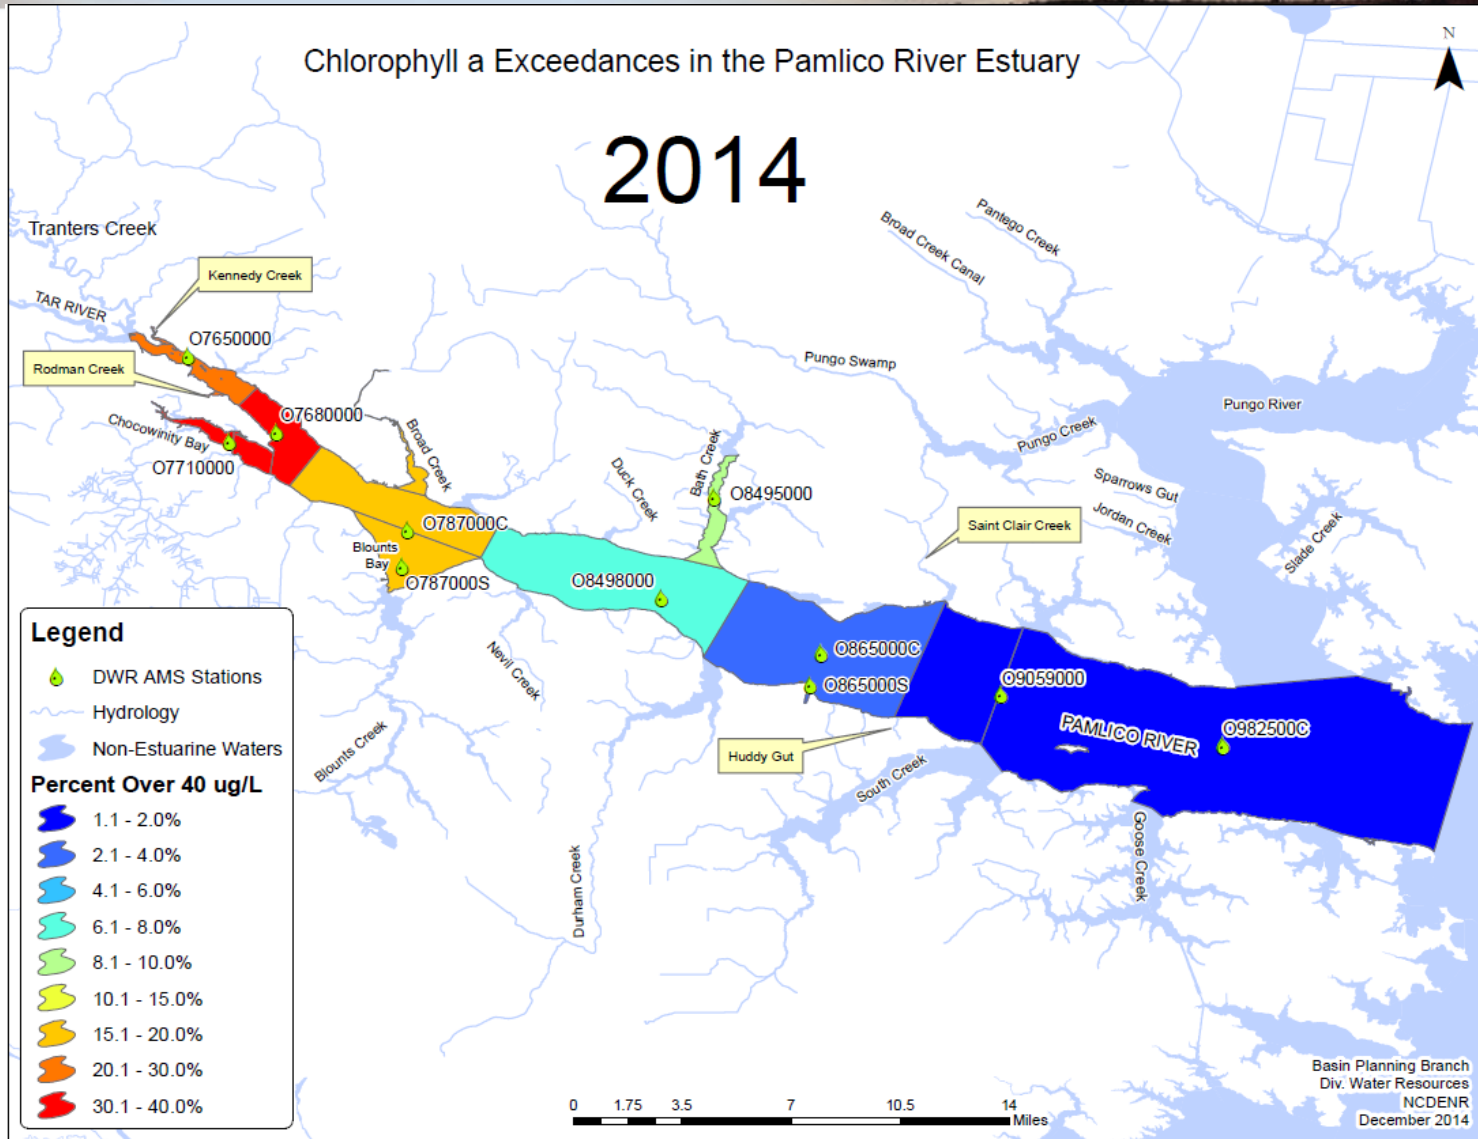 Chlorophyll a Exceedances in the Pamlico River Estuary
N
2014
Tranters Creek
Kennedy Creek
TAR RIVER
O7650000
Rodman Creek
O7680000
Chocowinity Bay
O7710000
Broad Creek
O787000C
Blounts
Bay
O787000S
Pantego Creek
Broad Creek Canal
Pungo Swamp
Pungo River
Pungo Creek
Sparrows Gut
Jordan Creek
Slade Creek
Duck Creek
Bath Creek
O8495000
Saint Clair Creek
O8498000
Nevil Creek
O865000C
O865000S
O9059000
PAMLICO RIVER
O982500C
Huddy Gut
South Creek
Blounts Creek
Durham Creek
Goose Creek
Legend
DWR AMS Stations
Hydrology
Non-Estuarine Waters
Percent Over 40 ug/L
1.1 - 2.0%
2.1 - 4.0%
4.1 - 6.0%
6.1 - 8.0%
8.1 - 10.0%
10.1 - 15.0%
15.1 - 20.0%
20.1 - 30.0%
30.1 - 40.0%
0 1.75 3.5 7 10.5 14
Miles
Basin Planning Branch
Div. Water Resources
NCDENR
December 2014